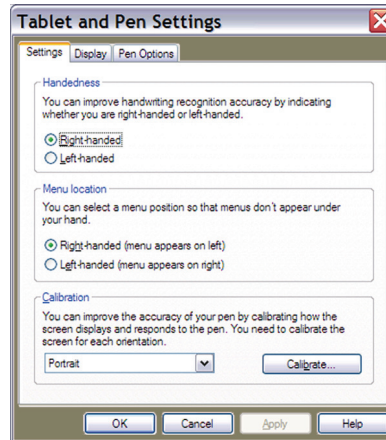 Tablet and Pen Settings
Settings Display Pen Options
Handedness
You can improve handwriting recognition accuracy by indicating
whether you are right-handed or left-handed.
Right-handed
Left-handed
Menu location
You can select a menu position so that menus don't appear under
your hand.
Right-handed (menu appears on left)
Left-handed (menu appears on right)
Calibration
You can improve the accuracy of your pen by calibrating how the
screen displays and responds to the pen. You need to calibrate the
screen for each orientation.
Portrait Calibrate...
OK Cancel Apply Help